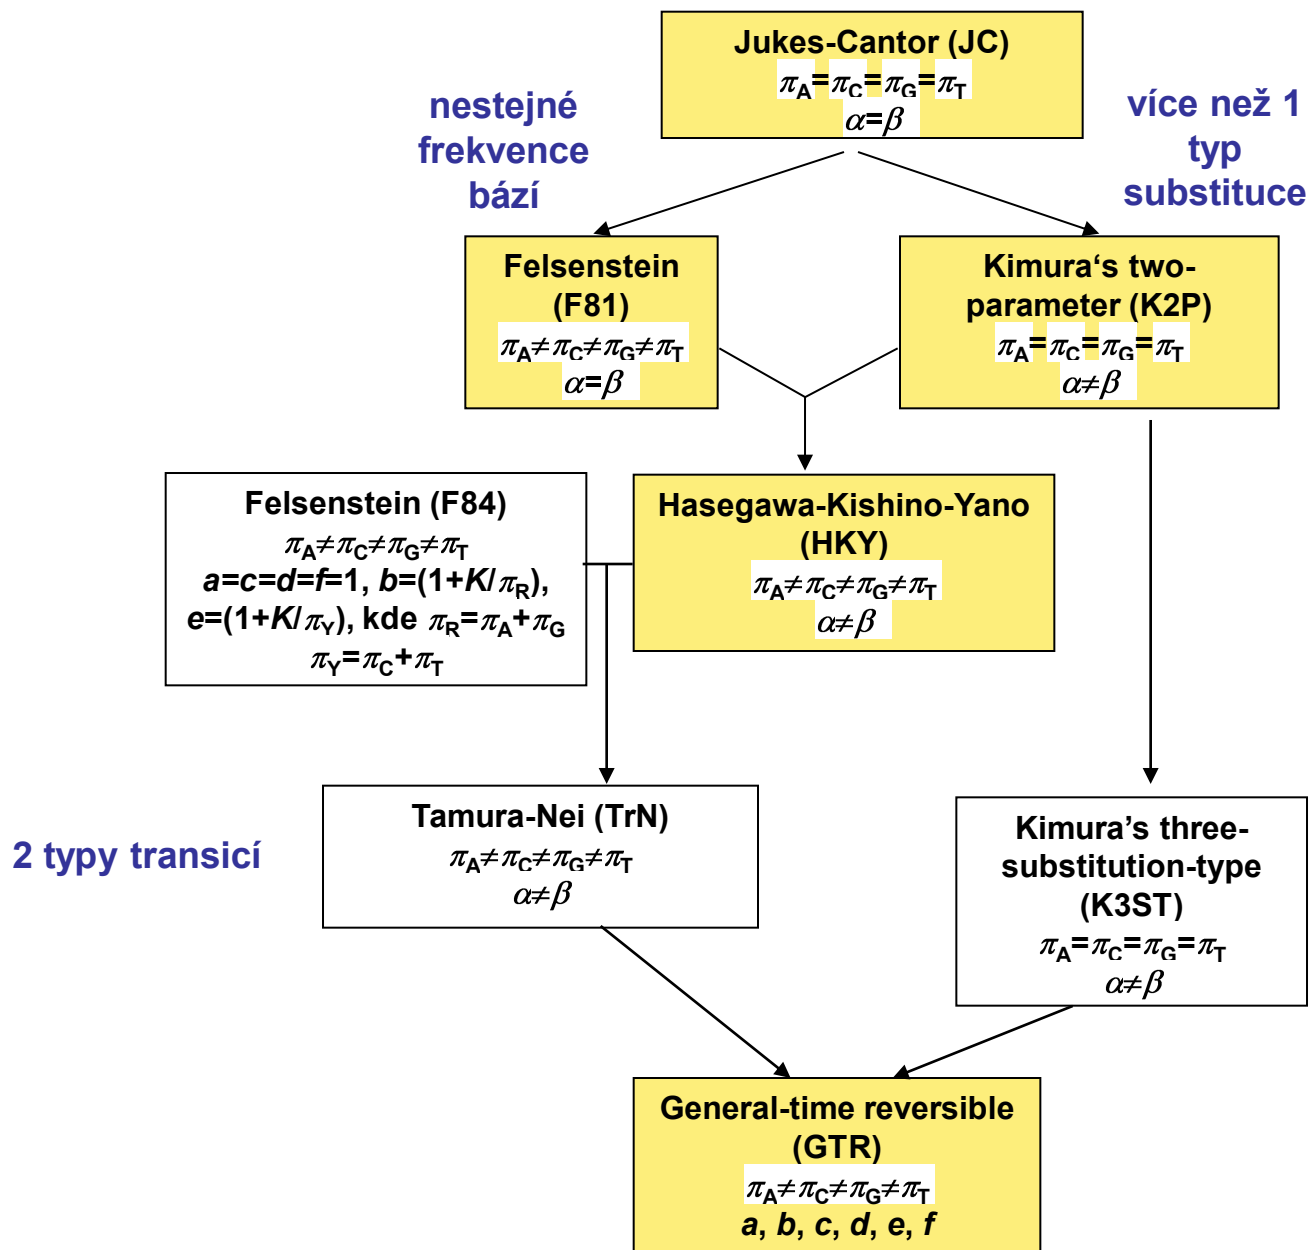 Jukes-Cantor (JC)
πA=πC=πG=πT
α=β
nestejné
frekvence
bází
více než 1
typ
substituce
Felsenstein
(F81)
πA≠πC≠πG≠πT
α=β
Kimura‘s two-
parameter (K2P)
πA=πC=πG=πT
α≠β
Felsenstein (F84)
πA≠πC≠πG≠πT
a=c=d=f=1, b=(1+K/πR),
e=(1+K/πY), kde πR=πA+πG
πY=πC+πT
Hasegawa-Kishino-Yano
(HKY)
πA≠πC≠πG≠πT
α≠β
2 typy transicí
Tamura-Nei (TrN)
πA≠πC≠πG≠πT
α≠β
Kimura’s three-
substitution-type
(K3ST)
πA=πC=πG=πT
α≠β
General-time reversible
(GTR)
πA≠πC≠πG≠πT
a, b, c, d, e, f